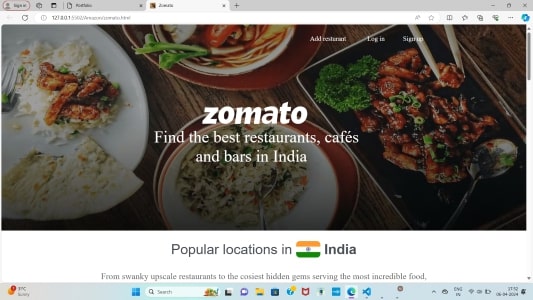 Sign in
Portfolio
Zomato
127.0.0.1:5502/Amazon/zomato.html
Add resturant
Log in
Sign up
zomato
Find the best restaurants, cafés
and bars in India
Popular locations in India
From swanky upscale restaurants to the cosiest hidden gems serving the most incredible food,
Sunny
Search
ENG
IN
17:32
06-04-2024